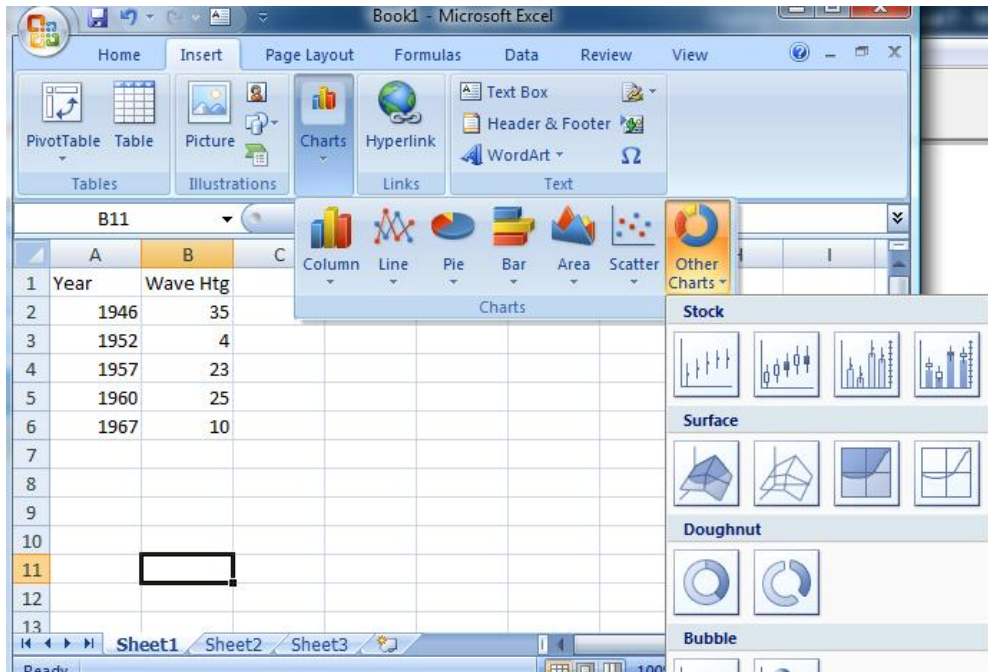 Book1 - Microsoft Excel
Home Insert Page Layout Formulas Data Review View
PivotTable Table Picture Charts Hyperlink
Text Box
Header & Footer
WordArt
Tables Illustrations Links Text
B11
Column Line Pie Bar Area Scatter Other Charts
Charts
A B C H I
1 Year Wave Htg
2 1946 35
3 1952 4
4 1957 23
5 1960 25
6 1967 10
7
8
9
10
11
12
13
Stock
Surface
Doughnut
Bubble
Sheet1 Sheet2 Sheet3
Ready 100